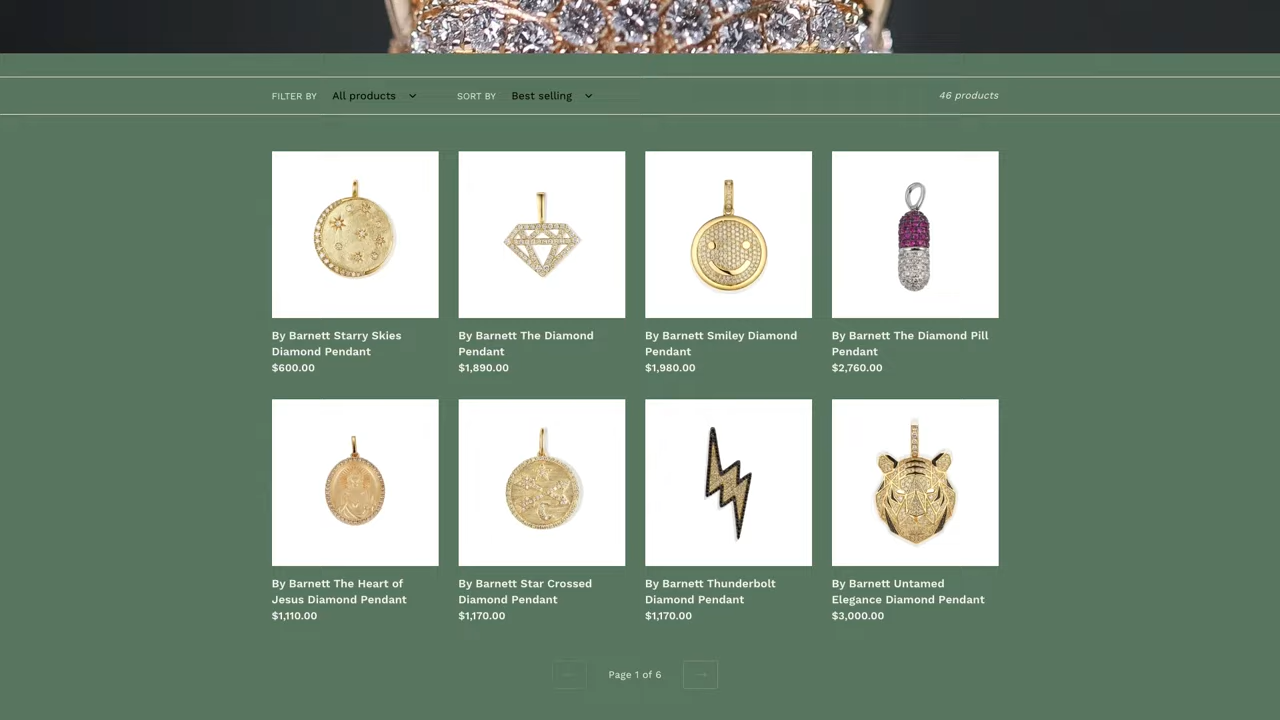 FILTER BY All products SORT BY Best selling 46 products
By Barnett Starry Skies
Diamond Pendant
$600.00
By Barnett The Diamond
Pendant
$1,890.00
By Barnett Smiley Diamond
Pendant
$1,980.00
By Barnett The Diamond Pill
Pendant
$2,760.00
By Barnett The Heart of
Jesus Diamond Pendant
$1,110.00
By Barnett Star Crossed
Diamond Pendant
$1,170.00
By Barnett Thunderbolt
Diamond Pendant
$1,170.00
By Barnett Untamed
Elegance Diamond Pendant
$3,000.00
← Page 1 of 6 →